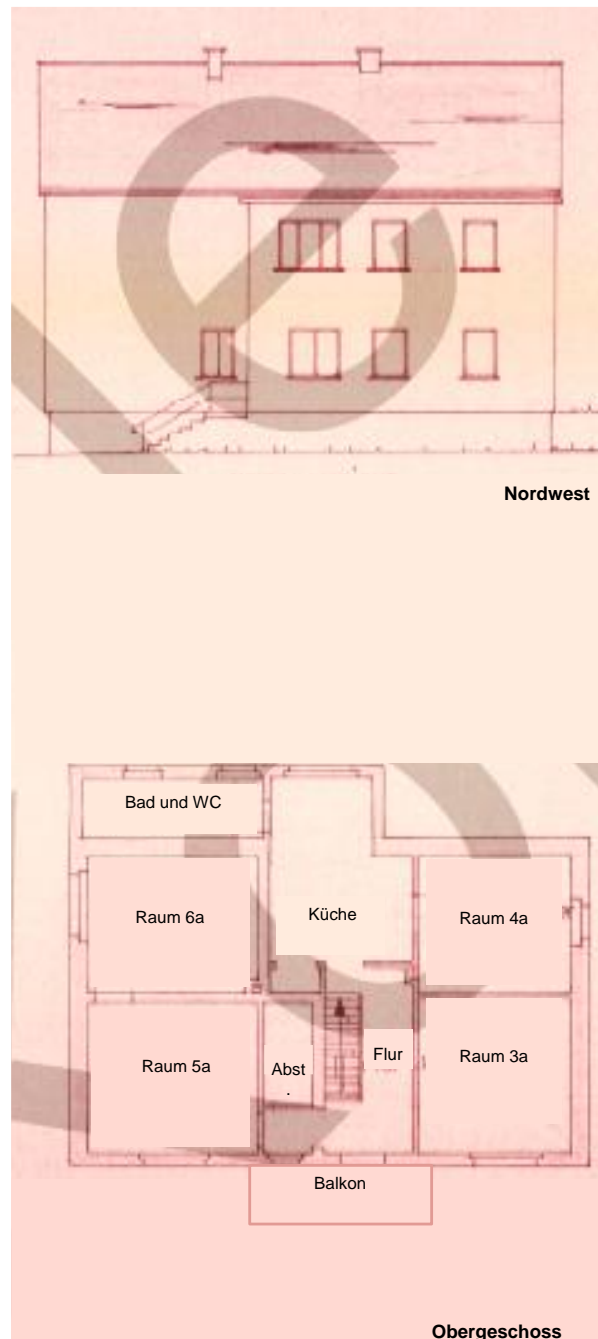 Nordwest
Bad und WC
Raum 6a
Küche
Raum 4a
Raum 5a
Abst
.
Flur
Raum 3a
Balkon
Obergeschoss